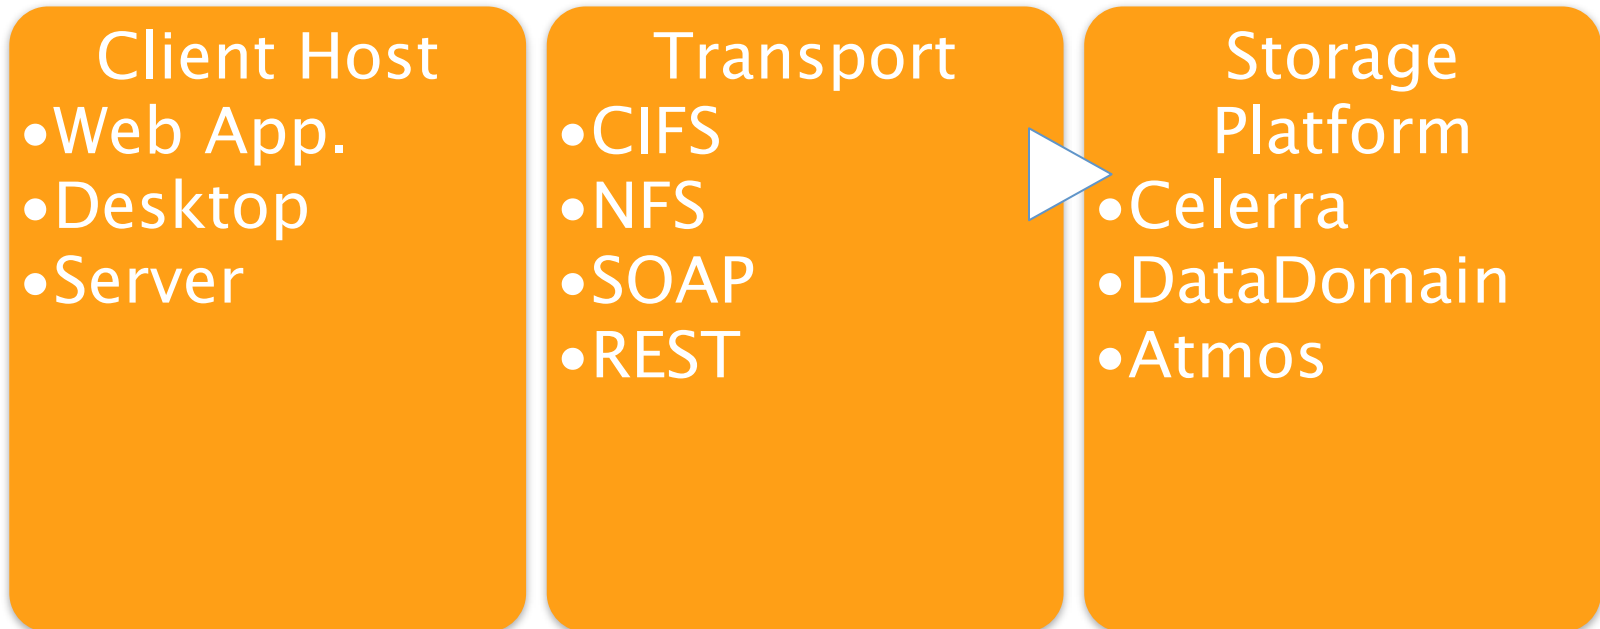 Client Host
•Web App.
•Desktop
•Server
Transport
•CIFS
•NFS
•SOAP
•REST
Storage
Platform
•Celerra
•DataDomain
•Atmos